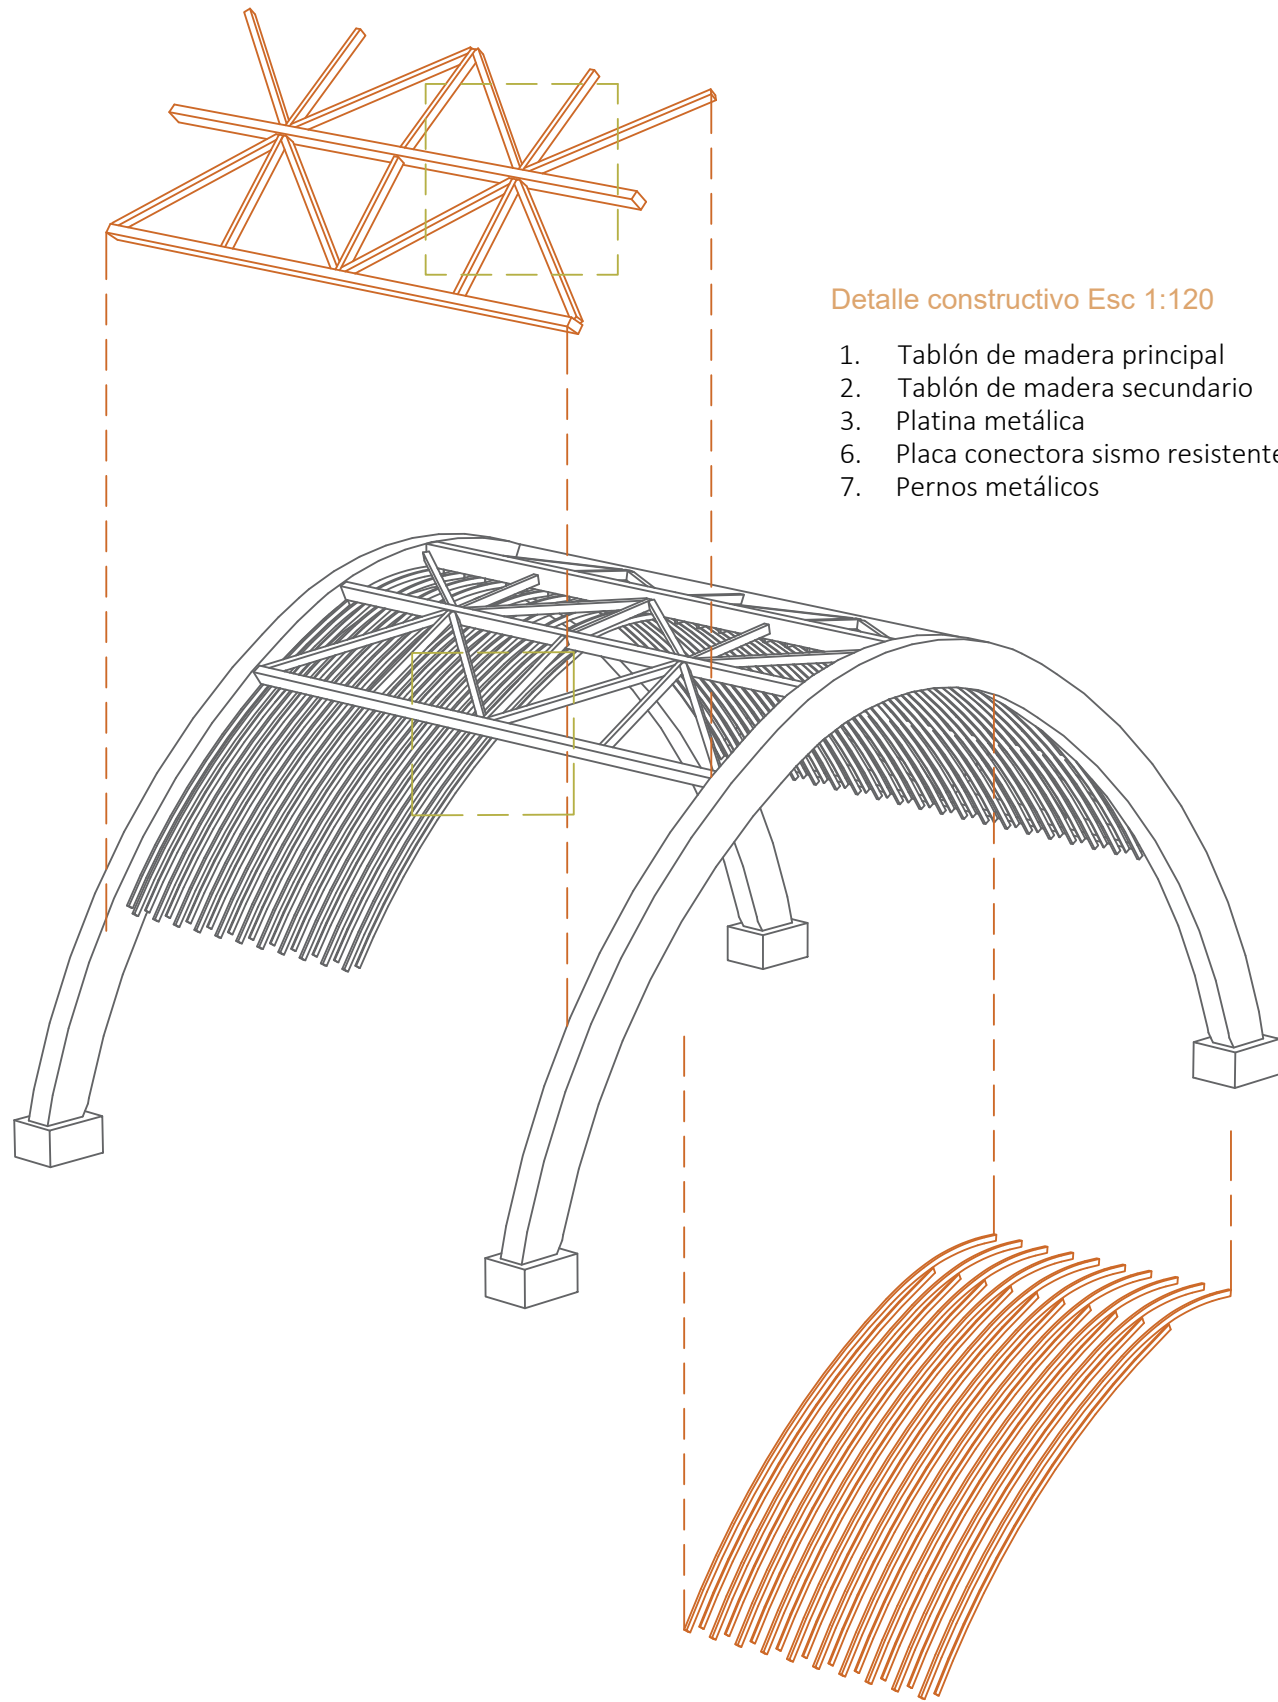 Detalle constructivo Esc 1:120
1. Tablón de madera principal
2. Tablón de madera secundario
3. Platina metálica
6. Placa conectora sismo resistente
7. Pernos metálicos